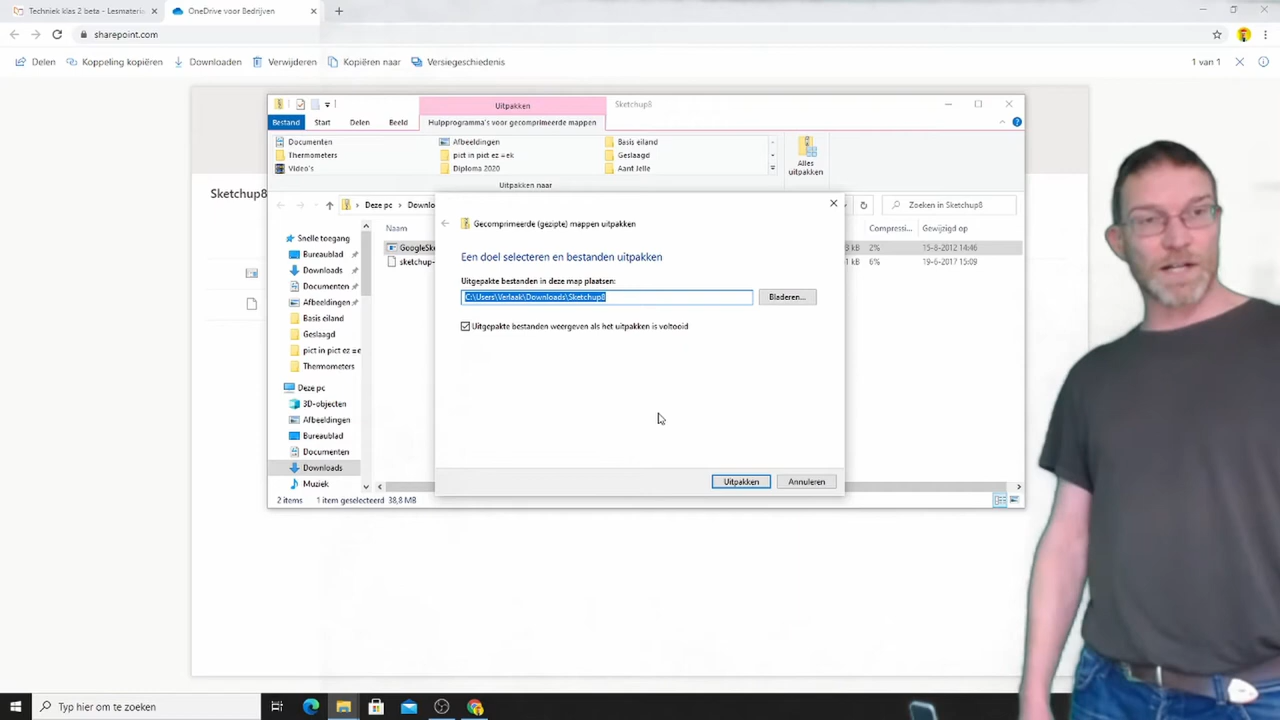 Techniek klas 2 beta - Lesmateria
OneDrive voor Bedrijven
sharepoint.com
Delen Koppeling kopiëren Downloaden Verwijderen Kopiëren naar Versiegeschiedenis 1 van 1
Uitpakken Sketchup8
Bestand Start Delen Beeld Hulpprogramma's voor gecomprimeerde mappen
Documenten Afbeeldingen Basis eiland
Thermometers pict in pict ez =ek Geslaagd
Video's Diploma 2020 Aant Jelle
Alles
uitpakken
Uitpakken naar
Sketchup8
Deze pc > Downlo Zoeken in Sketchup8
Naam Compressi... Gewijzigd op
GoogleSke 3 kB 2% 15-8-2012 14:46
sketchup- 1 kB 6% 19-6-2017 15:09
Snelle toegang
Bureaublad
Downloads
Documenten
Afbeeldingen
Basis eiland
Geslaagd
pict in pict ez =e
Thermometers
Deze pc
3D-objecten
Afbeeldingen
Bureaublad
Documenten
Downloads
Muziek
2 items 1 item geselecteerd 38,8 MB
Gecomprimeerde (gezipte) mappen uitpakken
Een doel selecteren en bestanden uitpakken
Uitgepakte bestanden in deze map plaatsen:
C:\Users\Verlaak\Downloads\Sketchup8
Bladeren...
Uitgepakte bestanden weergeven als het uitpakken is voltooid
Uitpakken Annuleren
Typ hier om te zoeken